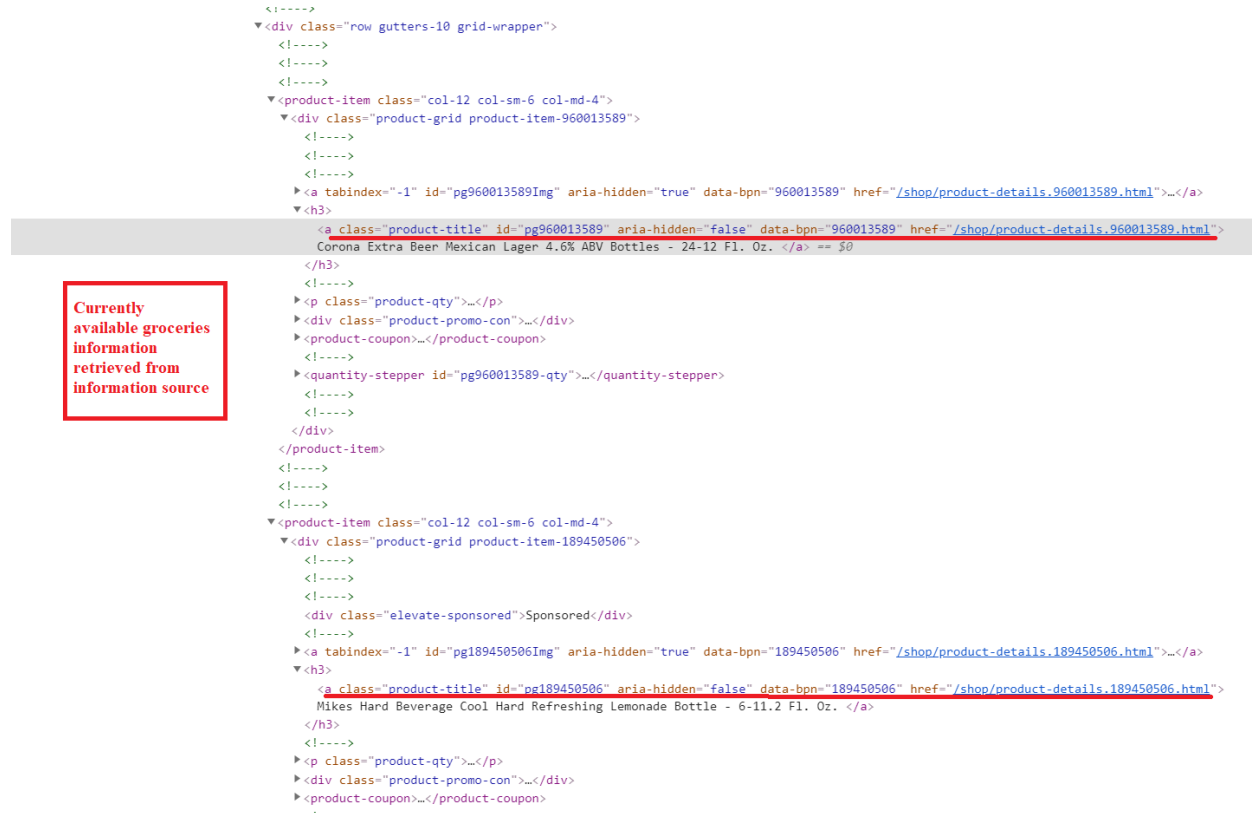 <!---->
▼<div class="row gutters-10 grid-wrapper">
<!---->
<!---->
<!---->
▼<product-item class="col-12 col-sm-6 col-md-4">
▼<div class="product-grid product-item-960013589">
<!---->
<!---->
<!---->
▶<a tabindex="-1" id="pg960013589Img" aria-hidden="true" data-bpn="960013589" href="/shop/product-details.960013589.html">…</a>
▼<h3>
<a class="product-title" id="pg960013589" aria-hidden="false" data-bpn="960013589" href="/shop/product-details.960013589.html">
Corona Extra Beer Mexican Lager 4.6% ABV Bottles - 24-12 Fl. Oz. </a> == $0
</h3>
<!---->
▶<p class="product-qty">…</p>
▶<div class="product-promo-con">…</div>
▶<product-coupon>…</product-coupon>
<!---->
▶<quantity-stepper id="pg960013589-qty">…</quantity-stepper>
<!---->
<!---->
</div>
</product-item>
<!---->
<!---->
<!---->
▼<product-item class="col-12 col-sm-6 col-md-4">
▼<div class="product-grid product-item-189450506">
<!---->
<!---->
<!---->
<div class="elevate-sponsored">Sponsored</div>
<!---->
▶<a tabindex="-1" id="pg189450506Img" aria-hidden="true" data-bpn="189450506" href="/shop/product-details.189450506.html">…</a>
▼<h3>
<a class="product-title" id="pg189450506" aria-hidden="false" data-bpn="189450506" href="/shop/product-details.189450506.html">
Mikes Hard Beverage Cool Hard Refreshing Lemonade Bottle - 6-11.2 Fl. Oz. </a>
</h3>
<!---->
▶<p class="product-qty">…</p>
▶<div class="product-promo-con">…</div>
▶<product-coupon>…</product-coupon>
Currently
available groceries
information
retrieved from
information source